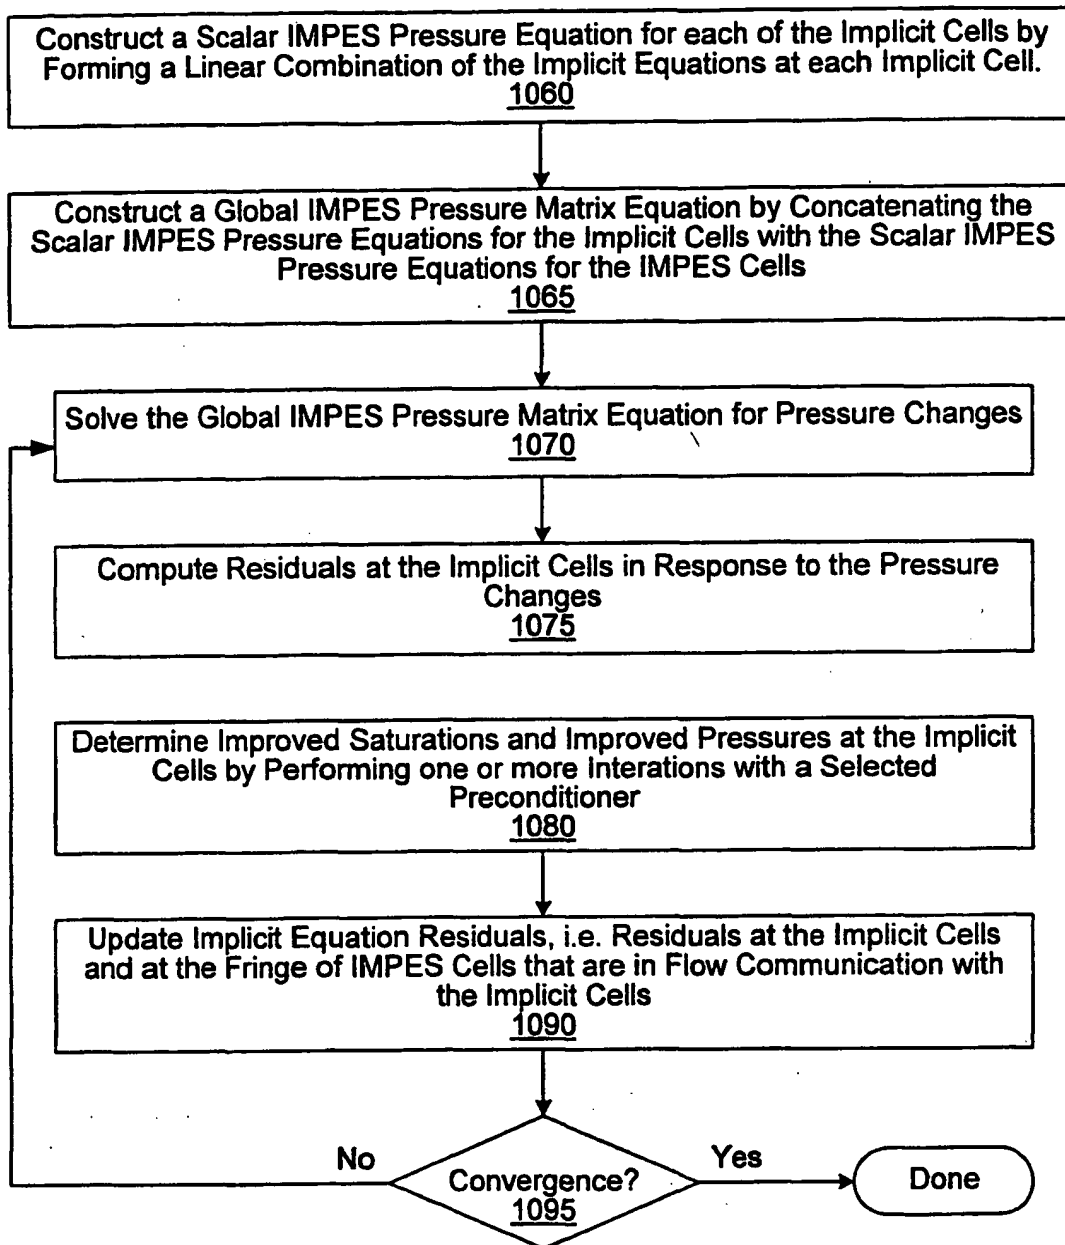 Construct a Scalar IMPES Pressure Equation for each of the Implicit Cells by
Forming a Linear Combination of the Implicit Equations at each Implicit Cell.
1060
Construct a Global IMPES Pressure Matrix Equation by Concatenating the
Scalar IMPES Pressure Equations for the Implicit Cells with the Scalar IMPES
Pressure Equations for the IMPES Cells
1065
Solve the Global IMPES Pressure Matrix Equation for Pressure Changes
1070
Compute Residuals at the Implicit Cells in Response to the Pressure
Changes
1075
Determine Improved Saturations and Improved Pressures at the Implicit
Cells by Performing one or more Interations with a Selected
Preconditioner
1080
Update Implicit Equation Residuals, i.e. Residuals at the Implicit Cells
and at the Fringe of IMPES Cells that are in Flow Communication with
the Implicit Cells
1090
No
Yes
Convergence?
1095
Done